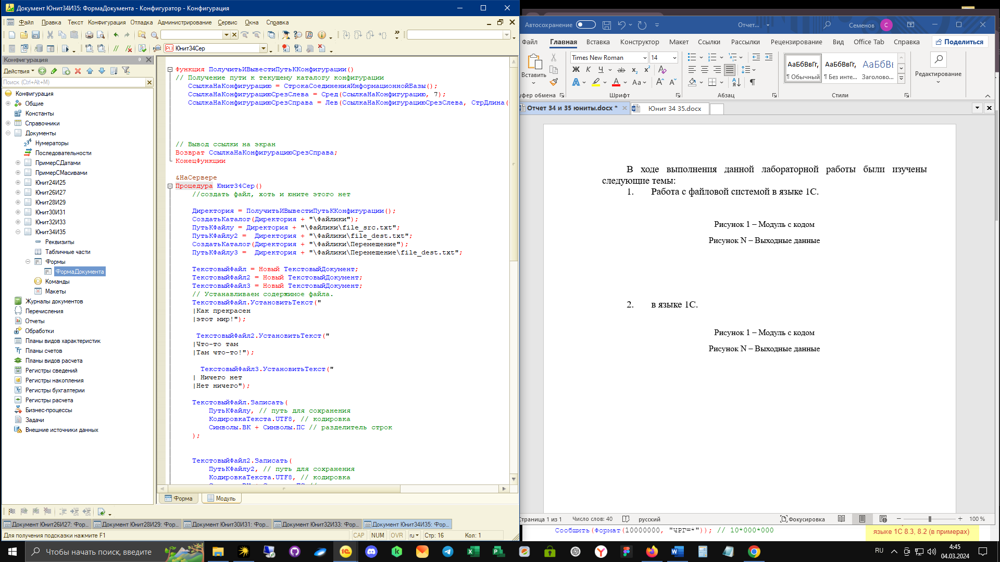 Документ Юнит34И35: ФормаДокумента - Конфигуратор - Конфигурация
Файл Правка Текст Конфигурация Отладка Администрирование Сервис Окна Справка
Юнит34Сер
Конфигурация
Действия
Поиск (Ctrl+Alt+M)
Конфигурация
Общие
Константы
Справочники
Документы
Нумераторы
Последовательности
ПримерСДатами
ПримерСМасивами
Юнит24И25
Юнит26И27
Юнит28И29
Юнит30И31
Юнит32И33
Юнит34И35
Реквизиты
Табличные части
Формы
ФормаДокумента
Команды
Макеты
Журналы документов
Перечисления
Отчеты
Обработки
Планы видов характеристик
Планы счетов
Планы видов расчета
Регистры сведений
Регистры накопления
Регистры бухгалтерии
Регистры расчета
Бизнес-процессы
Задачи
Внешние источники данных
Функция ПолучитьИВывестиПутьККонфигурации()
// Получение пути к текущему каталогу конфигурации
СсылкаНаКонфигурацию = СтрокаСоединенияИнформационнойБазы();
СсылкаНаКонфигурациюСрезСлева = Сред(СсылкаНаКонфигурацию, 7);
СсылкаНаКонфигурациюСрезСправа = Лев(СсылкаНаКонфигурациюСрезСлева, СтрДлина(
// Вывод ссылки на экран
Возврат СсылкаНаКонфигурациюСрезСправа;
КонецФункции
&НаСервере
Процедура Юнит34Сер()
//создать файл, хоть и юните этого нет
Директория = ПолучитьИВывестиПутьККонфигурации();
СоздатьКаталог(Директория + "\Файлики");
ПутьКФайлу = Директория + "\Файлики\file_src.txt";
ПутьКФайлу2 = Директория + "\Файлики\file_dest.txt";
СоздатьКаталог(Директория + "\Файлики\Перемещение");
ПутьКФайлу3 = Директория + "\Файлики\Перемещение\file_dest.txt";
ТекстовыйФайл = Новый ТекстовыйДокумент;
ТекстовыйФайл2 = Новый ТекстовыйДокумент;
ТекстовыйФайл3 = Новый ТекстовыйДокумент;
// Устанавливаем содержимое файла.
ТекстовыйФайл.УстановитьТекст("
|Как прекрасен
|этот мир!");
ТекстовыйФайл2.УстановитьТекст("
|Что-то там
|Там что-то!");
ТекстовыйФайл3.УстановитьТекст("
| Ничего нет
|Нет ничего");
ТекстовыйФайл.Записать(
ПутьКФайлу, // путь для сохранения
КодировкаТекста.UTF8, // кодировка
Символы.ВК + Символы.ПС // разделитель строк
);
ТекстовыйФайл2.Записать(
ПутьКФайлу2, // путь для сохранения
КодировкаТекста.UTF8, // кодировка
Форма Модуль
Документ Юнит26И27: Фор... Документ Юнит28И29: Фор... Документ Юнит30И31: Фор... Документ Юнит32И33: Фор... Документ Юнит34И35: Фор...
Для получения подсказки нажмите F1 CAP NUM OVR ru Стр: 16 Кол: 1
Автосохранение Отчет... Семенов С
Файл Главная Вставка Конструктор Макет Ссылки Рассылки Рецензирование Вид Office Tab Справка Поделиться
Вставить
Times New Roman 14
Ж К Ч ab x₂ x² Aa
АаБбВвГг, АаБбВвГг, АаБбВ
¶ Обычный ¶ Без инте... Заголово...
Редактирование
уфер обмена Шрифт Абзац Стили
Отчет 34 и 35 юниты.docx * Юнит 34 35.docx
В ходе выполнения данной лабораторной работы были изучены
следующие темы:
1. Работа с файловой системой в языке 1С.
Рисунок 1 – Модуль с кодом
Рисунок N – Выходные данные
2. в языке 1С.
Рисунок 1 – Модуль с кодом
Рисунок N – Выходные данные
Страница 1 из 1 Число слов: 40 русский Фокусировка 100 %
Сообщить(Формат(10000000, "ЧРГ=*")); // 10*000*000
языке 1С 8.3, 8.2 (в примерах)
Чтобы начать поиск, введите
RU
4:45
04.03.2024